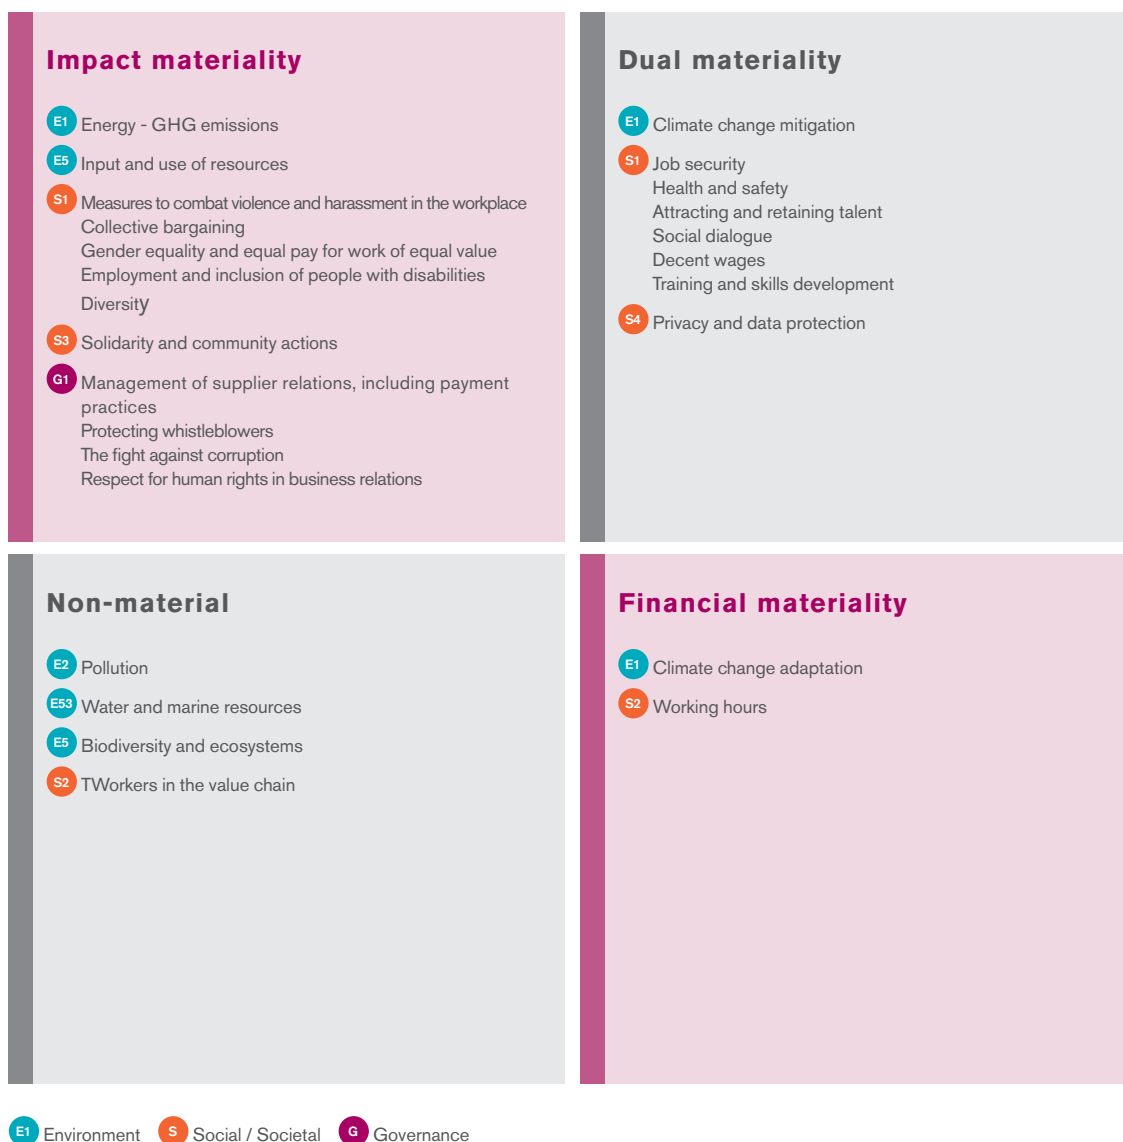 Impact materiality
E1 Energy - GHG emissions
E5 Input and use of resources
S1 Measures to combat violence and harassment in the workplace
Collective bargaining
Gender equality and equal pay for work of equal value
Employment and inclusion of people with disabilities
Diversity
S3 Solidarity and community actions
G1 Management of supplier relations, including payment
practices
Protecting whistleblowers
The fight against corruption
Respect for human rights in business relations
Dual materiality
E1 Climate change mitigation
S1 Job security
Health and safety
Attracting and retaining talent
Social dialogue
Decent wages
Training and skills development
S4 Privacy and data protection
Non-material
E2 Pollution
E53 Water and marine resources
E5 Biodiversity and ecosystems
S2 TWorkers in the value chain
Financial materiality
E1 Climate change adaptation
S2 Working hours
E1 Environment S Social / Societal G Governance